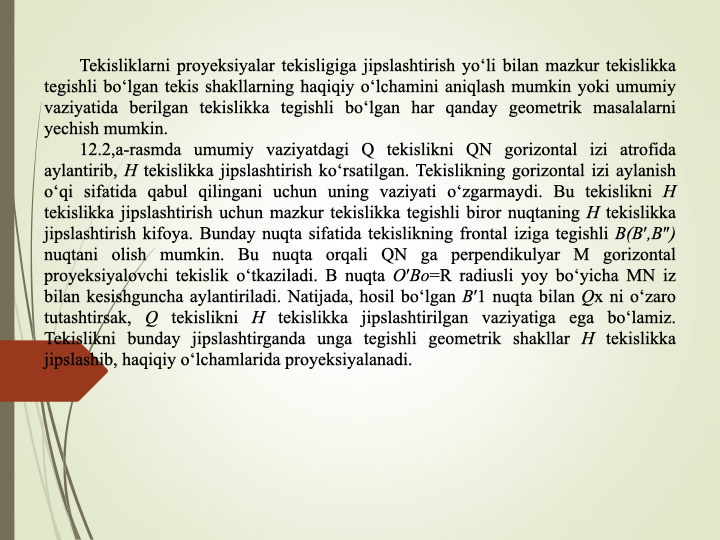 Tekisliklarni proyeksiyalar tekisligiga jipslashtirish yo‘li bilan mazkur tekislikka
tegishli bo‘lgan tekis shakllarning haqiqiy o‘lchamini aniqlash mumkin yoki umumiy
vaziyatida berilgan tekislikka tegishli bo‘lgan har qanday geometrik masalalarni
yechish mumkin.
12.2,a-rasmda umumiy vaziyatdagi Q tekislikni QN gorizontal izi atrofida
aylantirib, H tekislikka jipslashtirish ko‘rsatilgan. Tekislikning gorizontal izi aylanish
o‘qi sifatida qabul qilingani uchun uning vaziyati o‘zgarmaydi. Bu tekislikni H
tekislikka jipslashtirish uchun mazkur tekislikka tegishli biror nuqtaning H tekislikka
jipslashtirish kifoya. Bunday nuqta sifatida tekislikning frontal iziga tegishli B(B′,B″)
nuqtani olish mumkin. Bu nuqta orqali QN ga perpendikulyar M gorizontal
proyeksiyalovchi tekislik o‘tkaziladi. B nuqta O′Bo=R radiusli yoy bo‘yicha MN iz
bilan kesishguncha aylantiriladi. Natijada, hosil bo‘lgan B′1 nuqta bilan Qx ni o‘zaro
tutashtirsak, Q tekislikni H tekislikka jipslashtirilgan vaziyatiga ega bo‘lamiz.
Tekislikni bunday jipslashtirganda unga tegishli geometrik shakllar H tekislikka
jipslashib, haqiqiy o‘lchamlarida proyeksiyalanadi.